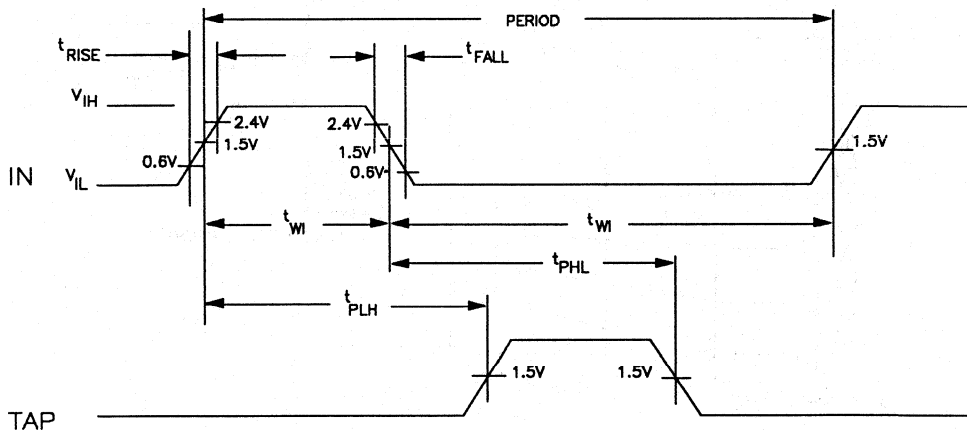 PERIOD
tRISE
tFALL
VIH
2.4V
2.4V
1.5V
1.5V
1.5V
0.6V
0.6V
IN
VIL
tWI
tWI
tPHL
tPLH
1.5V
1.5V
TAP